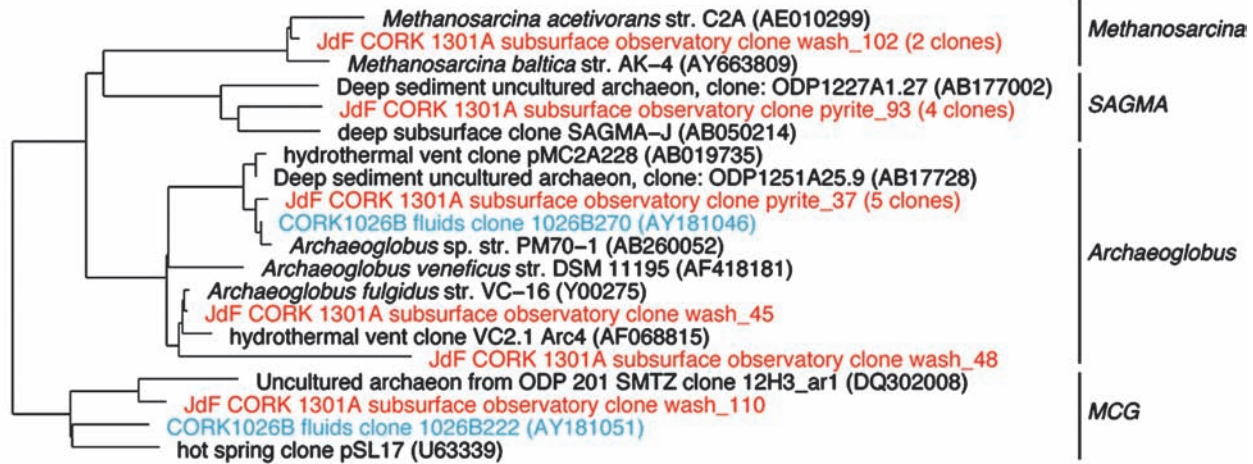 Methanosarcina acetivorans str. C2A (AE010299)
JdF CORK 1301A subsurface observatory clone wash_102 (2 clones)
Methanosarcina baltica str. AK−4 (AY663809)
Methanosarcina
Deep sediment uncultured archaeon, clone: ODP1227A1.27 (AB177002)
JdF CORK 1301A subsurface observatory clone pyrite_93 (4 clones)
deep subsurface clone SAGMA−J (AB050214)
SAGMA
hydrothermal vent clone pMC2A228 (AB019735)
Deep sediment uncultured archaeon, clone: ODP1251A25.9 (AB17728)
JdF CORK 1301A subsurface observatory clone pyrite_37 (5 clones)
CORK1026B fluids clone 1026B270 (AY181046)
Archaeoglobus sp. str. PM70−1 (AB260052)
Archaeoglobus veneficus str. DSM 11195 (AF418181)
Archaeoglobus fulgidus str. VC−16 (Y00275)
JdF CORK 1301A subsurface observatory clone wash_45
hydrothermal vent clone VC2.1 Arc4 (AF068815)
JdF CORK 1301A subsurface observatory clone wash_48
Archaeoglobus
Uncultured archaeon from ODP 201 SMTZ clone 12H3_ar1 (DQ302008)
JdF CORK 1301A subsurface observatory clone wash_110
CORK1026B fluids clone 1026B222 (AY181051)
hot spring clone pSL17 (U63339)
MCG